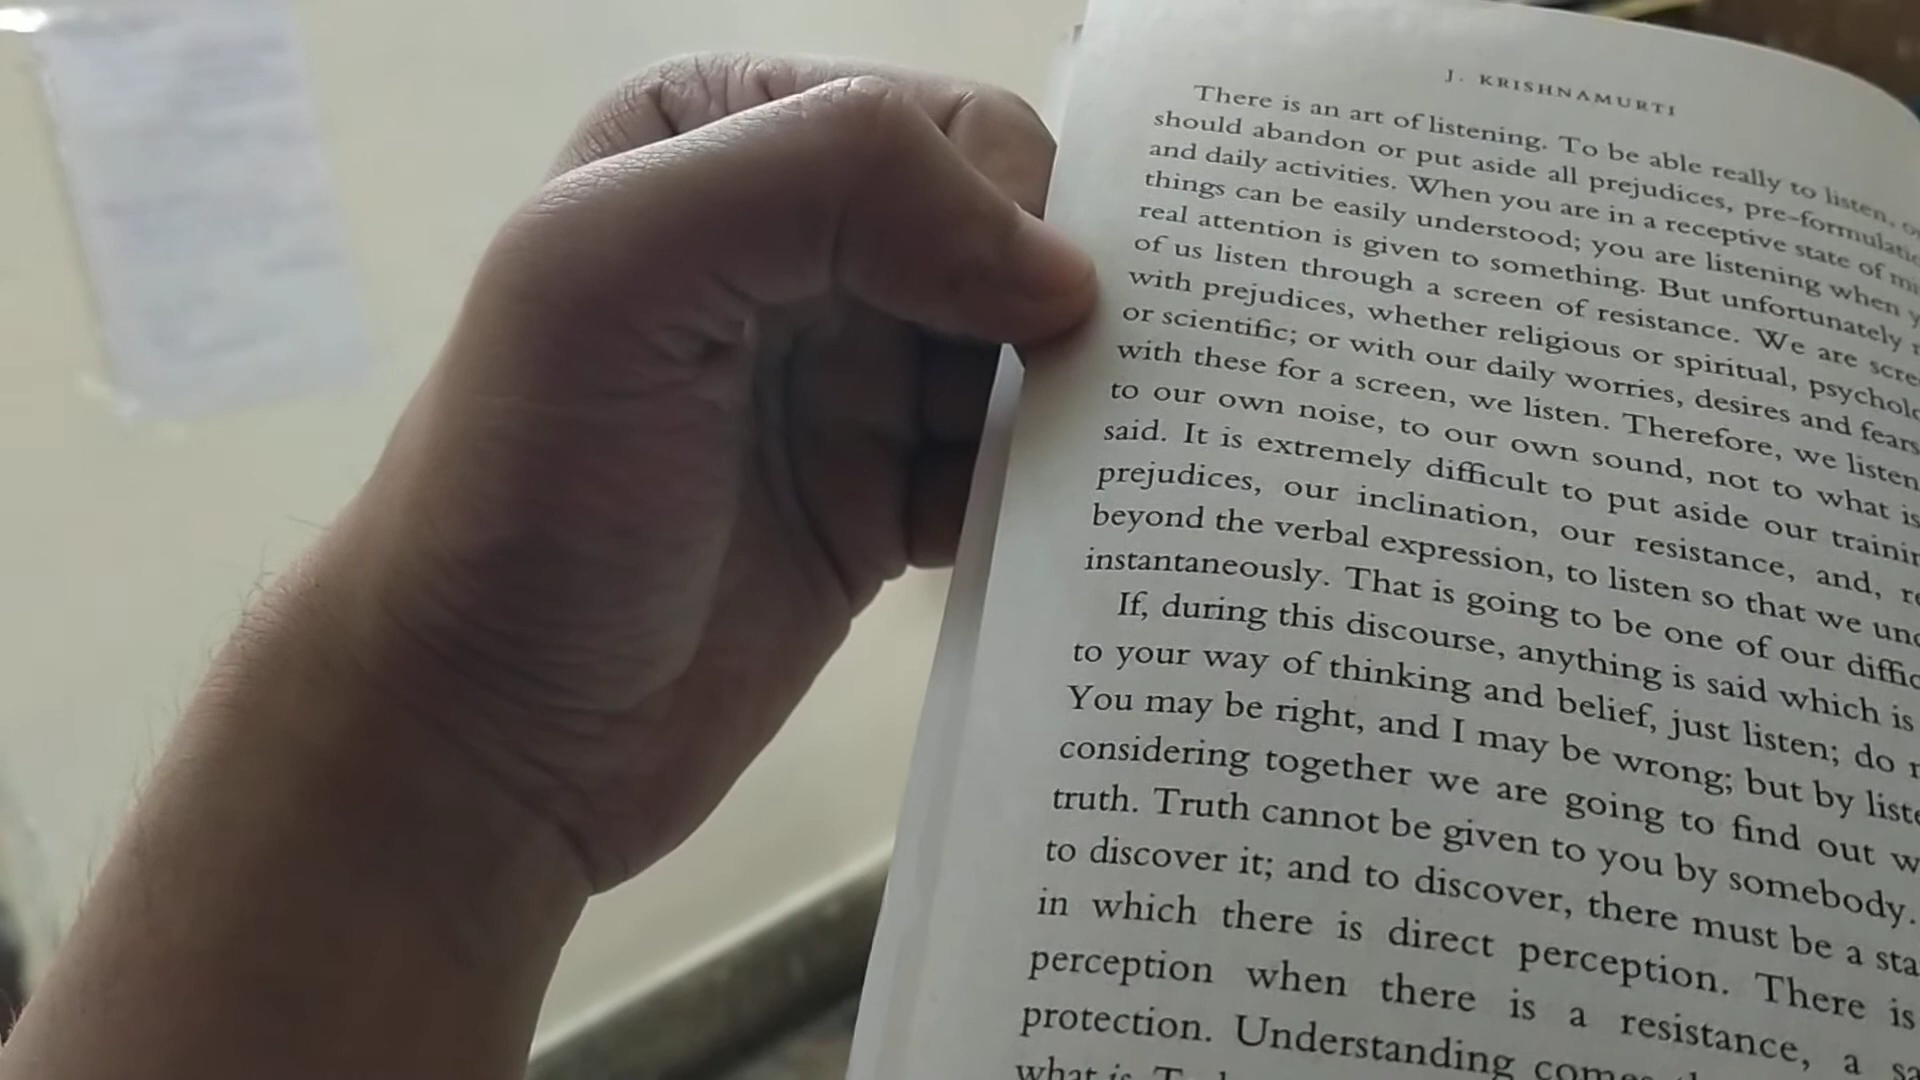 J. KRISHNAMURTI
There is an art of listening. To be able really to listen,
should abandon or put aside all prejudices,
and daily activities. When you are in a receptive state of
things can be easily understood; you are listening when
real attention is given to something. But unfortunately
of us listen through a screen of resistance. We are
with prejudices, whether religious or spiritual,
or scientific; or with our daily worries, desires and fears
with these for a screen, we listen. Therefore, we listen
to our own noise, to our own sound, not to what is
said. It is extremely difficult to put aside our
prejudices, our inclination, our resistance, and,
beyond the verbal expression, to listen so that we
instantaneously. That is going to be one of our
If, during this discourse, anything is said which is
to your way of thinking and belief, just listen; do
You may be right, and I may be wrong; but by
considering together we are going to find out
truth. Truth cannot be given to you by somebody.
to discover it; and to discover, there must be a
in which there is direct perception. There is
perception when there is a resistance, a
protection. Understanding
what is.